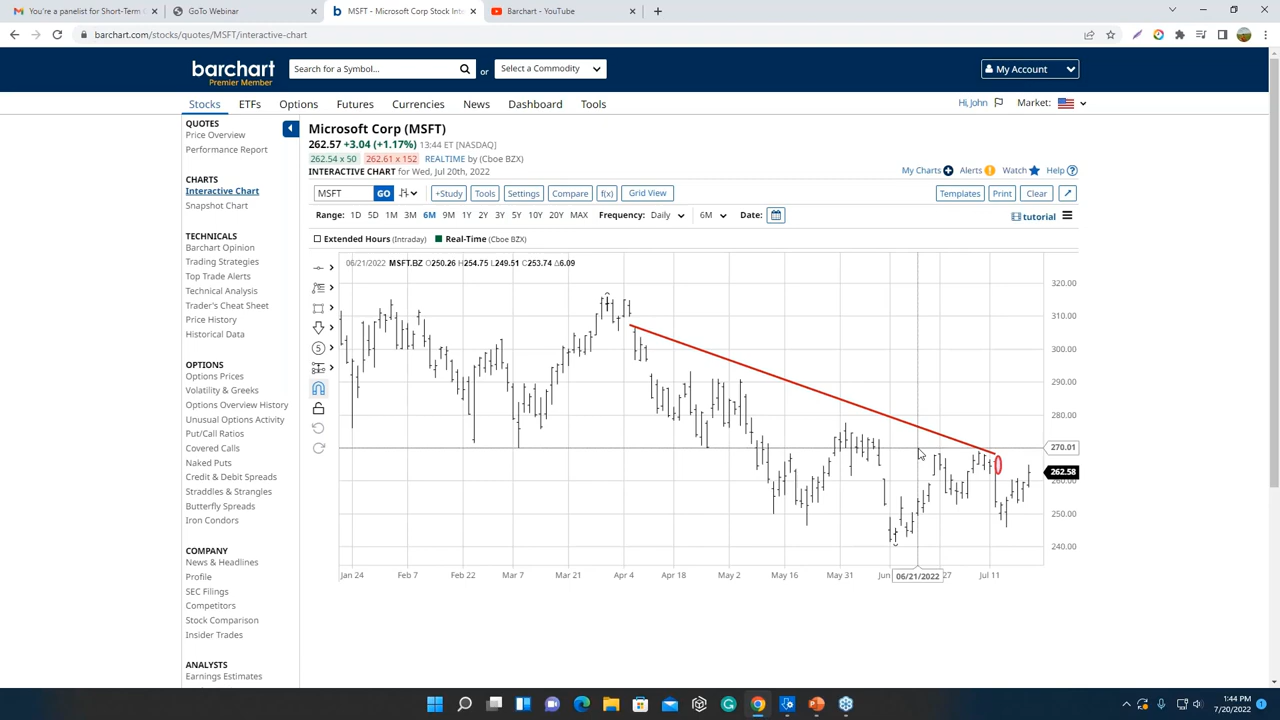 You're a panelist for Short-Term (
GoTo Webinar
MSFT - Microsoft Corp Stock Inte
Barchart - YouTube
barchart.com/stocks/quotes/MSFT/interactive-chart
barchart
Premier Member
Search for a Symbol...
or
Select a Commodity
My Account
Stocks
ETFs
Options
Futures
Currencies
News
Dashboard
Tools
Hi, John
Market:
QUOTES
Price Overview
Performance Report
CHARTS
Interactive Chart
Snapshot Chart
TECHNICALS
Barchart Opinion
Trading Strategies
Top Trade Alerts
Technical Analysis
Trader's Cheat Sheet
Price History
Historical Data
OPTIONS
Options Prices
Volatility & Greeks
Options Overview History
Unusual Options Activity
Put/Call Ratios
Covered Calls
Naked Puts
Credit & Debit Spreads
Straddles & Strangles
Butterfly Spreads
Iron Condors
COMPANY
News & Headlines
Profile
SEC Filings
Competitors
Stock Comparison
Insider Trades
ANALYSTS
Earnings Estimates
Microsoft Corp (MSFT)
262.57 +3.04 (+1.17%) 13:44 ET [NASDAQ]
262.54 x 50 262.61 x 152 REALTIME by (Cboe BZX)
INTERACTIVE CHART for Wed, Jul 20th, 2022
My Charts
Alerts
Watch
Help
MSFT
GO
+Study
Tools
Settings
Compare
f(x)
Grid View
Templates
Print
Clear
Range: 1D 5D 1M 3M 6M 9M 1Y 2Y 3Y 5Y 10Y 20Y MAX Frequency: Daily 6M Date:
tutorial
Extended Hours (Intraday) Real-Time (Cboe BZX)
06/21/2022 MSFT.BZ O250.26 H254.75 L249.51 C253.74 Δ6.09
320.00
310.00
300.00
290.00
280.00
270.01
262.58
260.00
250.00
240.00
Jan 24
Feb 7
Feb 22
Mar 7
Mar 21
Apr 4
Apr 18
May 2
May 16
May 31
Jun
06/21/2022
27
Jul 11
1:44 PM
7/20/2022